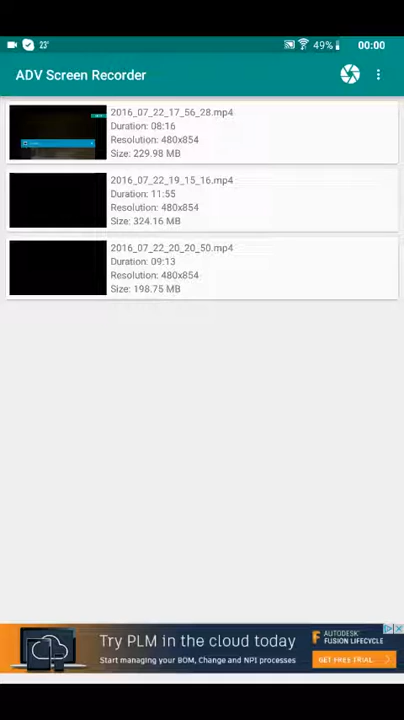 23°
49%
00:00
ADV Screen Recorder
2016_07_22_17_56_28.mp4
Duration: 08:16
Resolution: 480x854
Size: 229.98 MB
2016_07_22_19_15_16.mp4
Duration: 11:55
Resolution: 480x854
Size: 324.16 MB
2016_07_22_20_20_50.mp4
Duration: 09:13
Resolution: 480x854
Size: 198.75 MB
Try PLM in the cloud today
Start managing your BOM, Change and NPI processes
AUTODESK
FUSION LIFECYCLE
GET FREE TRIAL